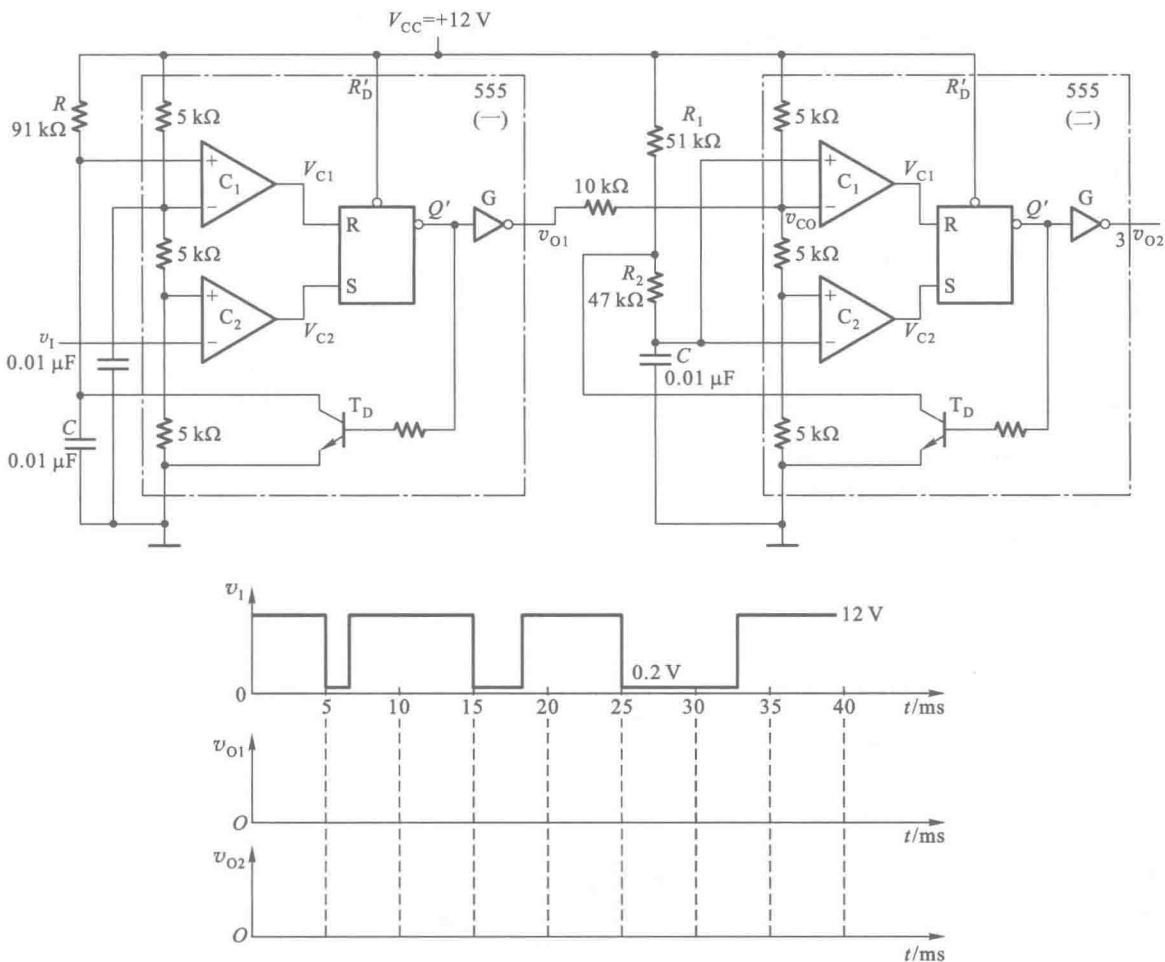 V_CC=+12 V
R
91 kΩ
5 kΩ
R'_D
555
(一)
C_1
V_C1
5 kΩ
R
Q'
G
v_O1
C_2
S
V_C2
v_I
0.01 μF
C
0.01 μF
5 kΩ
T_D
R_1
51 kΩ
10 kΩ
R_2
47 kΩ
C
0.01 μF
5 kΩ
R'_D
555
(二)
C_1
V_C1
v_CO
5 kΩ
R
Q'
G
3
v_O2
C_2
S
V_C2
5 kΩ
T_D
v_I
12 V
0.2 V
0
5
10
15
20
25
30
35
40
t/ms
v_O1
O
t/ms
v_O2
O
t/ms